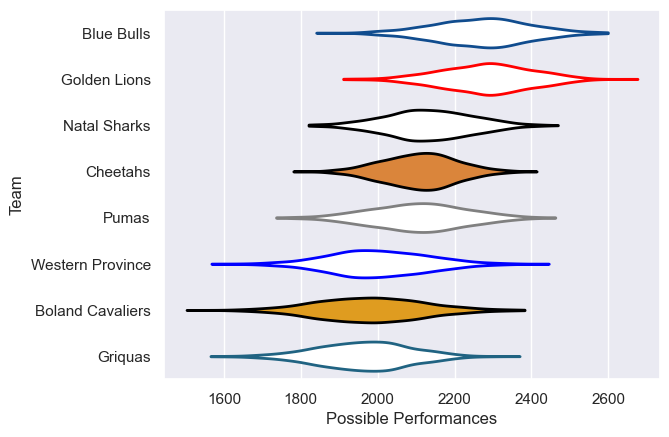 Blue Bulls
Golden Lions
Natal Sharks
Cheetahs
Pumas
Western Province
Boland Cavaliers
Griquas
Team
1600 1800 2000 2200 2400 2600
Possible Performances